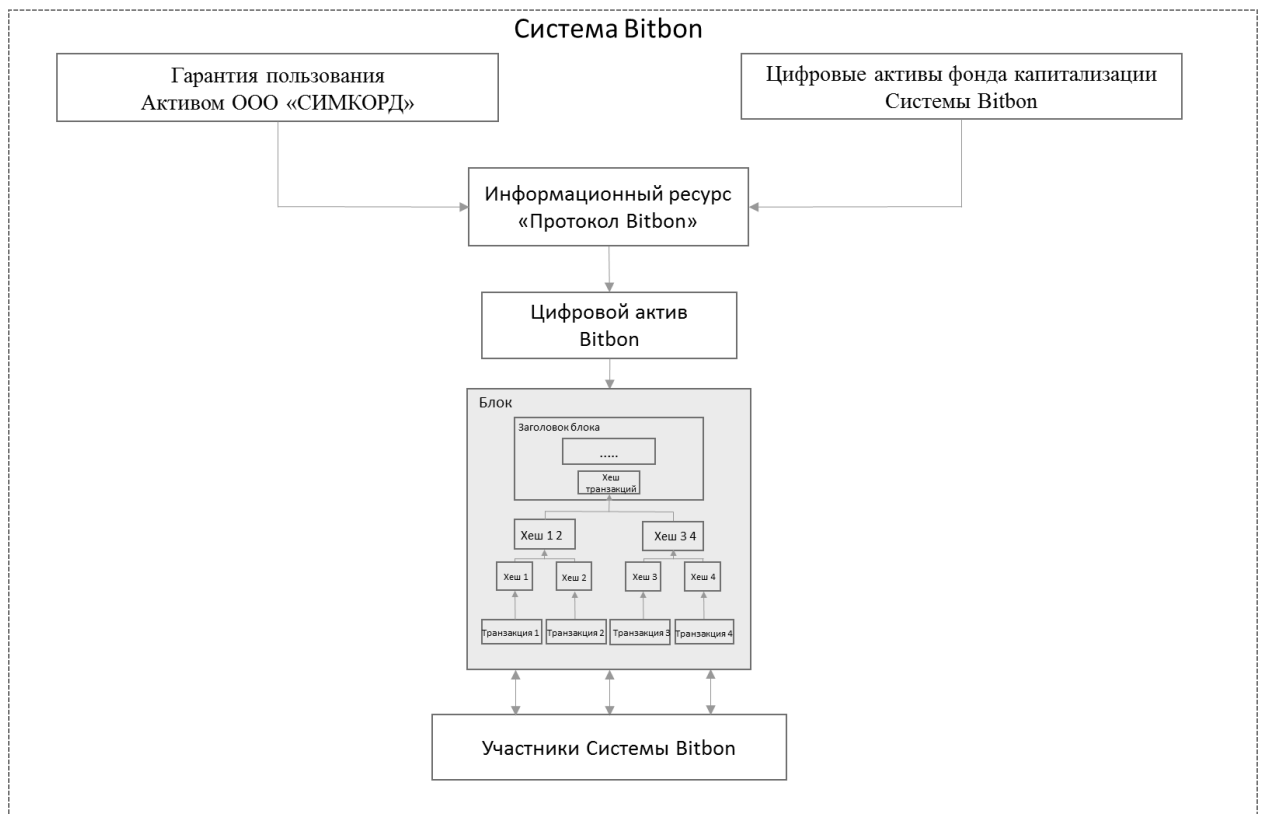 Система Bitbon
Гарантия пользования
Активом ООО «СИМКОРД»
Цифровые активы фонда капитализации
Системы Bitbon
Информационный ресурс
«Протокол Bitbon»
Цифровой актив
Bitbon
Блок
Заголовок блока
.....
Хеш
транзакций
Хеш 1 2
Хеш 3 4
Хеш 1
Хеш 2
Хеш 3
Хеш 4
Транзакция 1
Транзакция 2
Транзакция 3
Транзакция 4
Участники Системы Bitbon